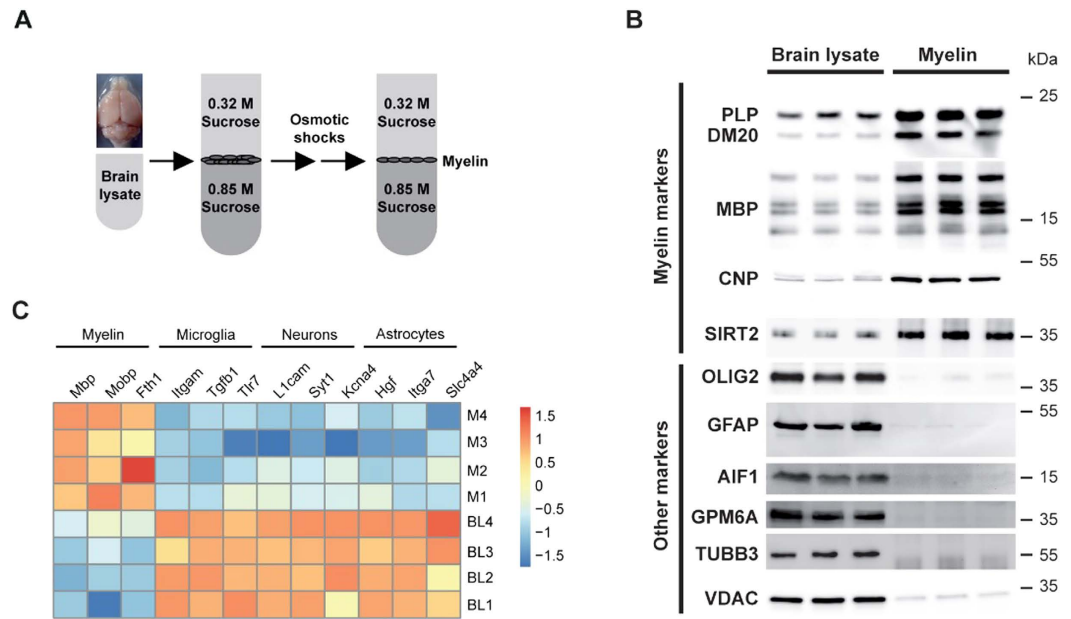 A
0.32 M
Sucrose
0.85 M
Sucrose
Osmotic
shocks
0.32 M
Sucrose
0.85 M
Sucrose
Myelin
Brain
lysate
B
Brain lysate Myelin kDa
Myelin markers
PLP
DM20
MBP
CNP
SIRT2
Other markers
OLIG2
GFAP
AIF1
GPM6A
TUBB3
VDAC
25
15
55
35
35
55
15
35
55
35
C
Myelin Microglia Neurons Astrocytes
Mbp Mobp Fth1 Itgam Tgfb1 Tlr7 L1cam Syt1 Kcna4 Hgf Itga7 Slc4a4
M4
M3
M2
M1
BL4
BL3
BL2
BL1
1.5
1
0.5
0
−0.5
−1
−1.5